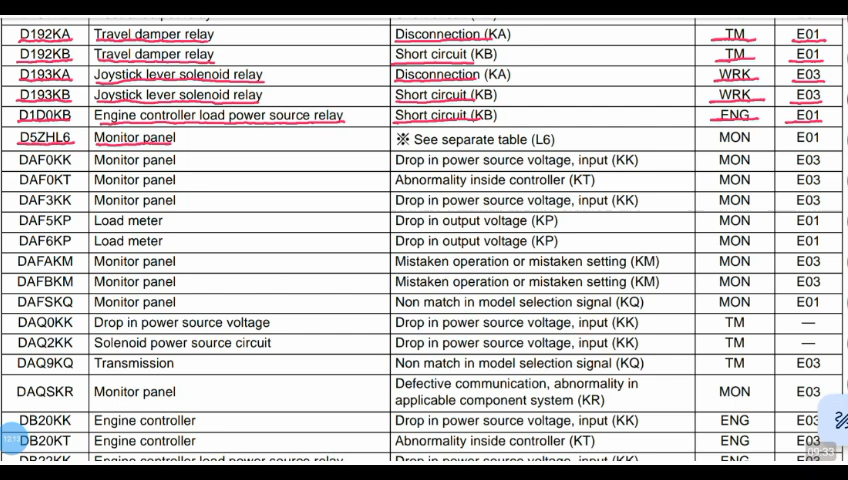 D192KA Travel damper relay Disconnection (KA) TM E01
D192KB Travel damper relay Short circuit (KB) TM E01
D193KA Joystick lever solenoid relay Disconnection (KA) WRK E03
D193KB Joystick lever solenoid relay Short circuit (KB) WRK E03
D1D0KB Engine controller load power source relay Short circuit (KB) ENG E01
D5ZHL6 Monitor panel ※ See separate table (L6) MON E01
DAF0KK Monitor panel Drop in power source voltage, input (KK) MON E03
DAF0KT Monitor panel Abnormality inside controller (KT) MON E03
DAF3KK Monitor panel Drop in power source voltage, input (KK) MON E03
DAF5KP Load meter Drop in output voltage (KP) MON E01
DAF6KP Load meter Drop in output voltage (KP) MON E01
DAFAKM Monitor panel Mistaken operation or mistaken setting (KM) MON E03
DAFBKM Monitor panel Mistaken operation or mistaken setting (KM) MON E03
DAFSKQ Monitor panel Non match in model selection signal (KQ) MON E01
DAQ0KK Drop in power source voltage Drop in power source voltage, input (KK) TM —
DAQ2KK Solenoid power source circuit Drop in power source voltage, input (KK) TM —
DAQ9KQ Transmission Non match in model selection signal (KQ) TM E03
DAQSKR Monitor panel Defective communication, abnormality in applicable component system (KR) MON E03
DB20KK Engine controller Drop in power source voltage, input (KK) ENG E03
DB20KT Engine controller Abnormality inside controller (KT) ENG E03
09:33